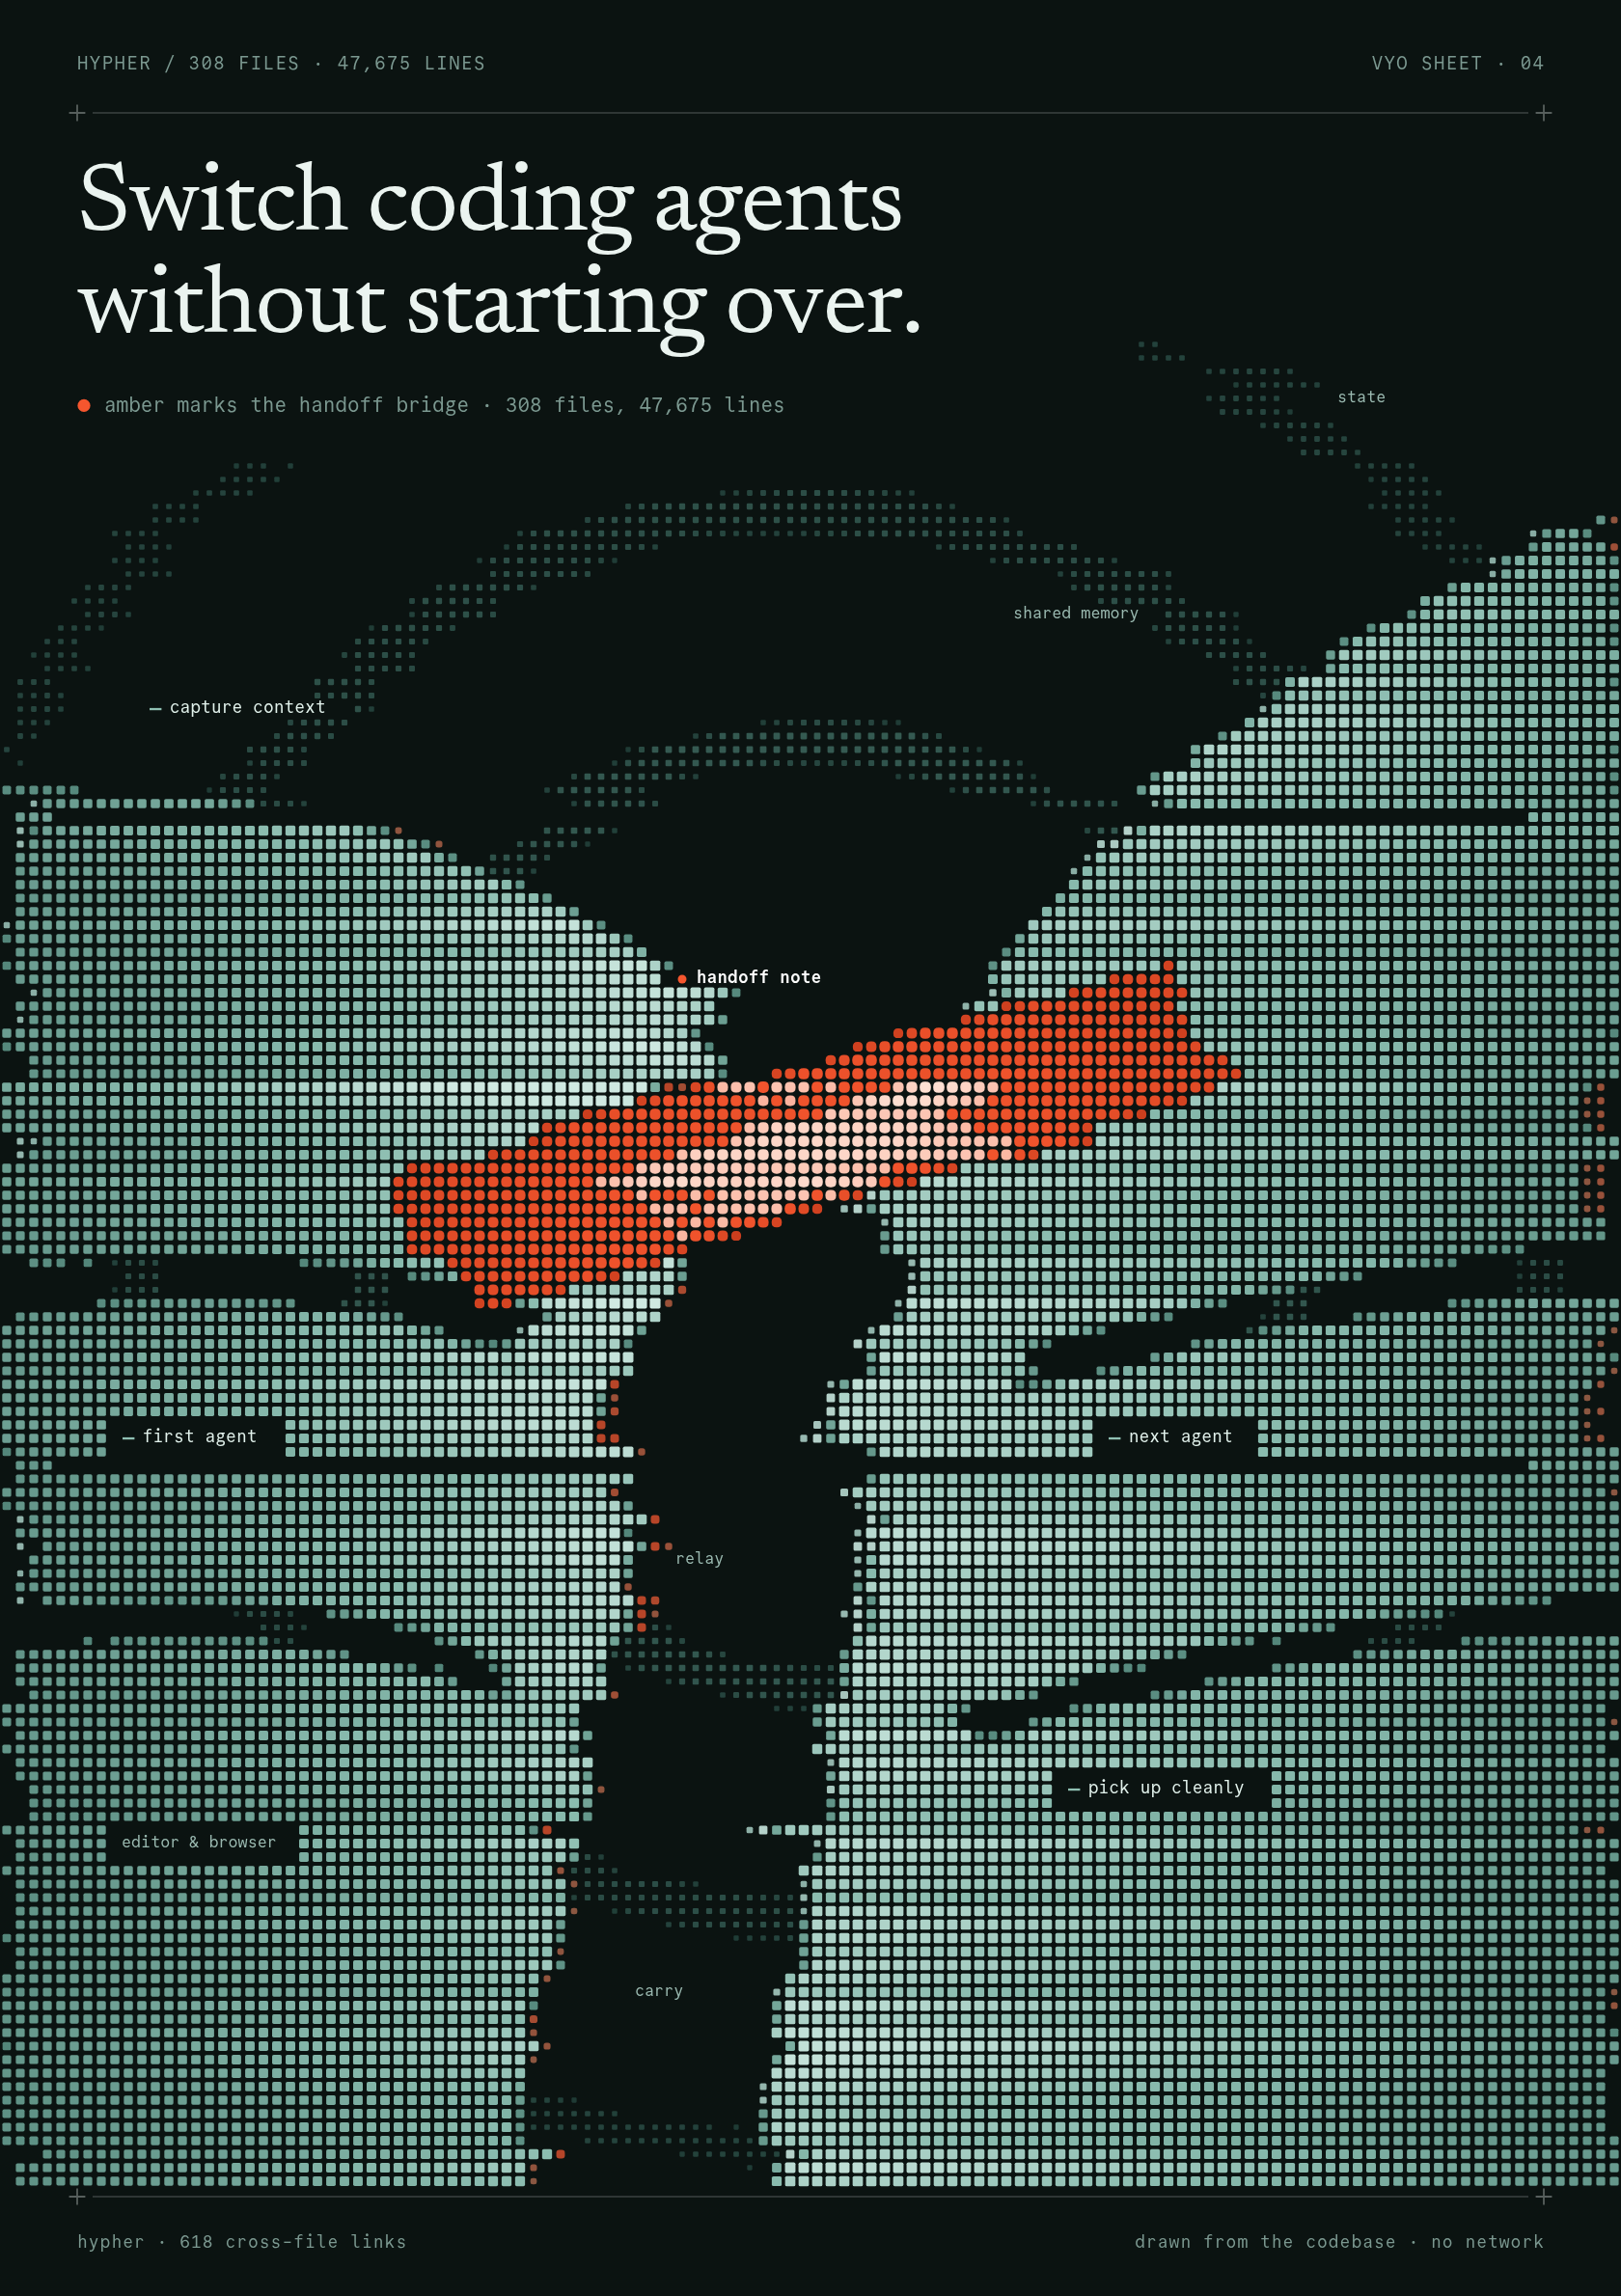 HYPHER / 308 FILES · 47,675 LINES
VYO SHEET · 04
Switch coding agents
without starting over.
amber marks the handoff bridge · 308 files, 47,675 lines
state
shared memory
— capture context
handoff note
— first agent
— next agent
relay
— pick up cleanly
editor & browser
carry
hypher · 618 cross-file links
drawn from the codebase · no network